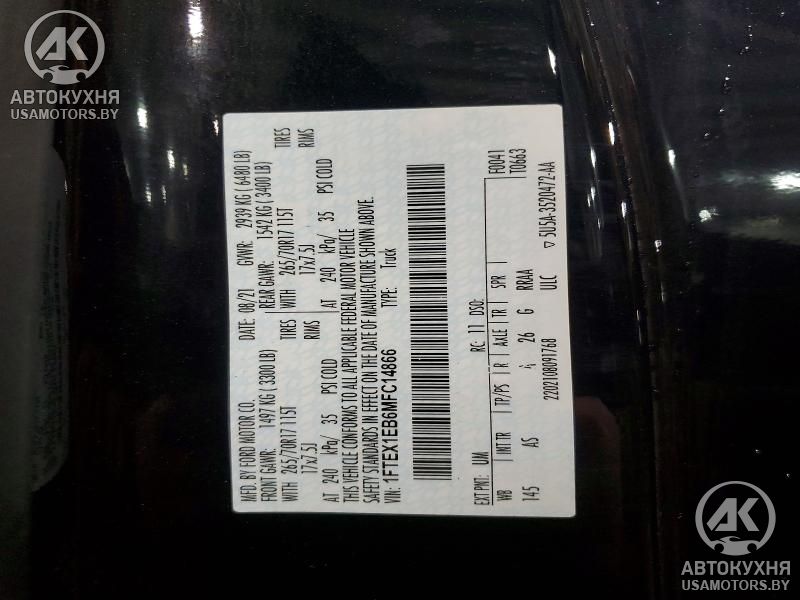 АВТОКУХНЯ
USAMOTORS.BY
MFD. BY FORD MOTOR CO. DATE: 08/21 GVWR: 2939 KG (6480 LB)
FRONT GAWR: 1497 KG (3300 LB) REAR GAWR: 1542 KG (3400 LB)
WITH 265/70R17 115T TIRES WITH 265/70R17 115T TIRES
17x7.5J RIMS 17x7.5J RIMS
AT 240 kPa/ 35 PSI COLD AT 240 kPa/ 35 PSI COLD
THIS VEHICLE CONFORMS TO ALL APPLICABLE FEDERAL MOTOR VEHICLE
SAFETY STANDARDS IN EFFECT ON THE DATE OF MANUFACTURE SHOWN ABOVE.
VIN: 1FTEX1EB6MFC14866 TYPE: Truck
F0041
T0663
EXT PNT: UM RC: 11 DSO:
WB INT TR TP/PS R AXLE TR SPR
145 AS 4 26 G RRAA
2202108091768 ULC
▽ 5U5A-3520472-AA
АВТОКУХНЯ
USAMOTORS.BY